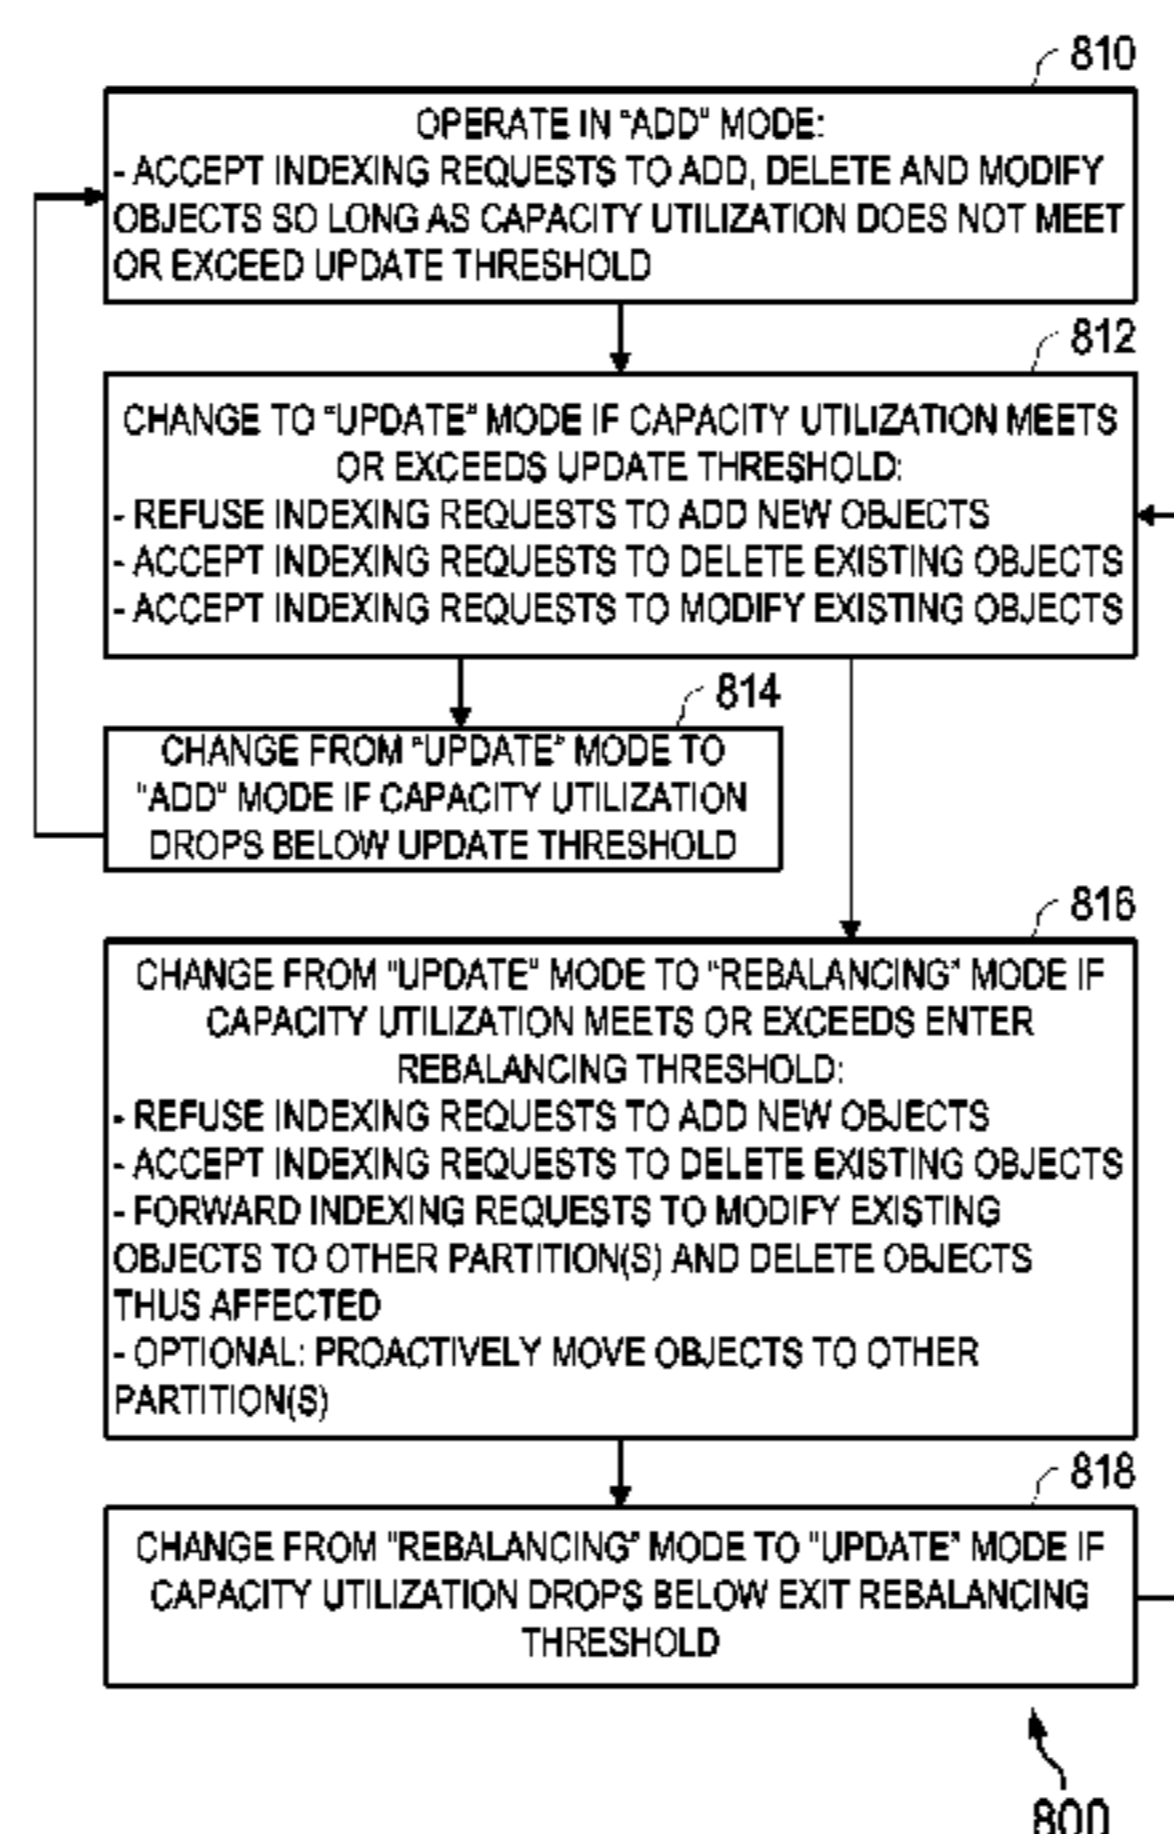 810
OPERATE IN "ADD" MODE:
- ACCEPT INDEXING REQUESTS TO ADD, DELETE AND MODIFY
OBJECTS SO LONG AS CAPACITY UTILIZATION DOES NOT MEET
OR EXCEED UPDATE THRESHOLD
812
CHANGE TO "UPDATE" MODE IF CAPACITY UTILIZATION MEETS
OR EXCEEDS UPDATE THRESHOLD:
- REFUSE INDEXING REQUESTS TO ADD NEW OBJECTS
- ACCEPT INDEXING REQUESTS TO DELETE EXISTING OBJECTS
- ACCEPT INDEXING REQUESTS TO MODIFY EXISTING OBJECTS
814
CHANGE FROM "UPDATE" MODE TO
"ADD" MODE IF CAPACITY UTILIZATION
DROPS BELOW UPDATE THRESHOLD
816
CHANGE FROM "UPDATE" MODE TO "REBALANCING" MODE IF
CAPACITY UTILIZATION MEETS OR EXCEEDS ENTER
REBALANCING THRESHOLD:
- REFUSE INDEXING REQUESTS TO ADD NEW OBJECTS
- ACCEPT INDEXING REQUESTS TO DELETE EXISTING OBJECTS
- FORWARD INDEXING REQUESTS TO MODIFY EXISTING
OBJECTS TO OTHER PARTITION(S) AND DELETE OBJECTS
THUS AFFECTED
- OPTIONAL: PROACTIVELY MOVE OBJECTS TO OTHER
PARTITION(S)
818
CHANGE FROM "REBALANCING" MODE TO "UPDATE" MODE IF
CAPACITY UTILIZATION DROPS BELOW EXIT REBALANCING
THRESHOLD
800